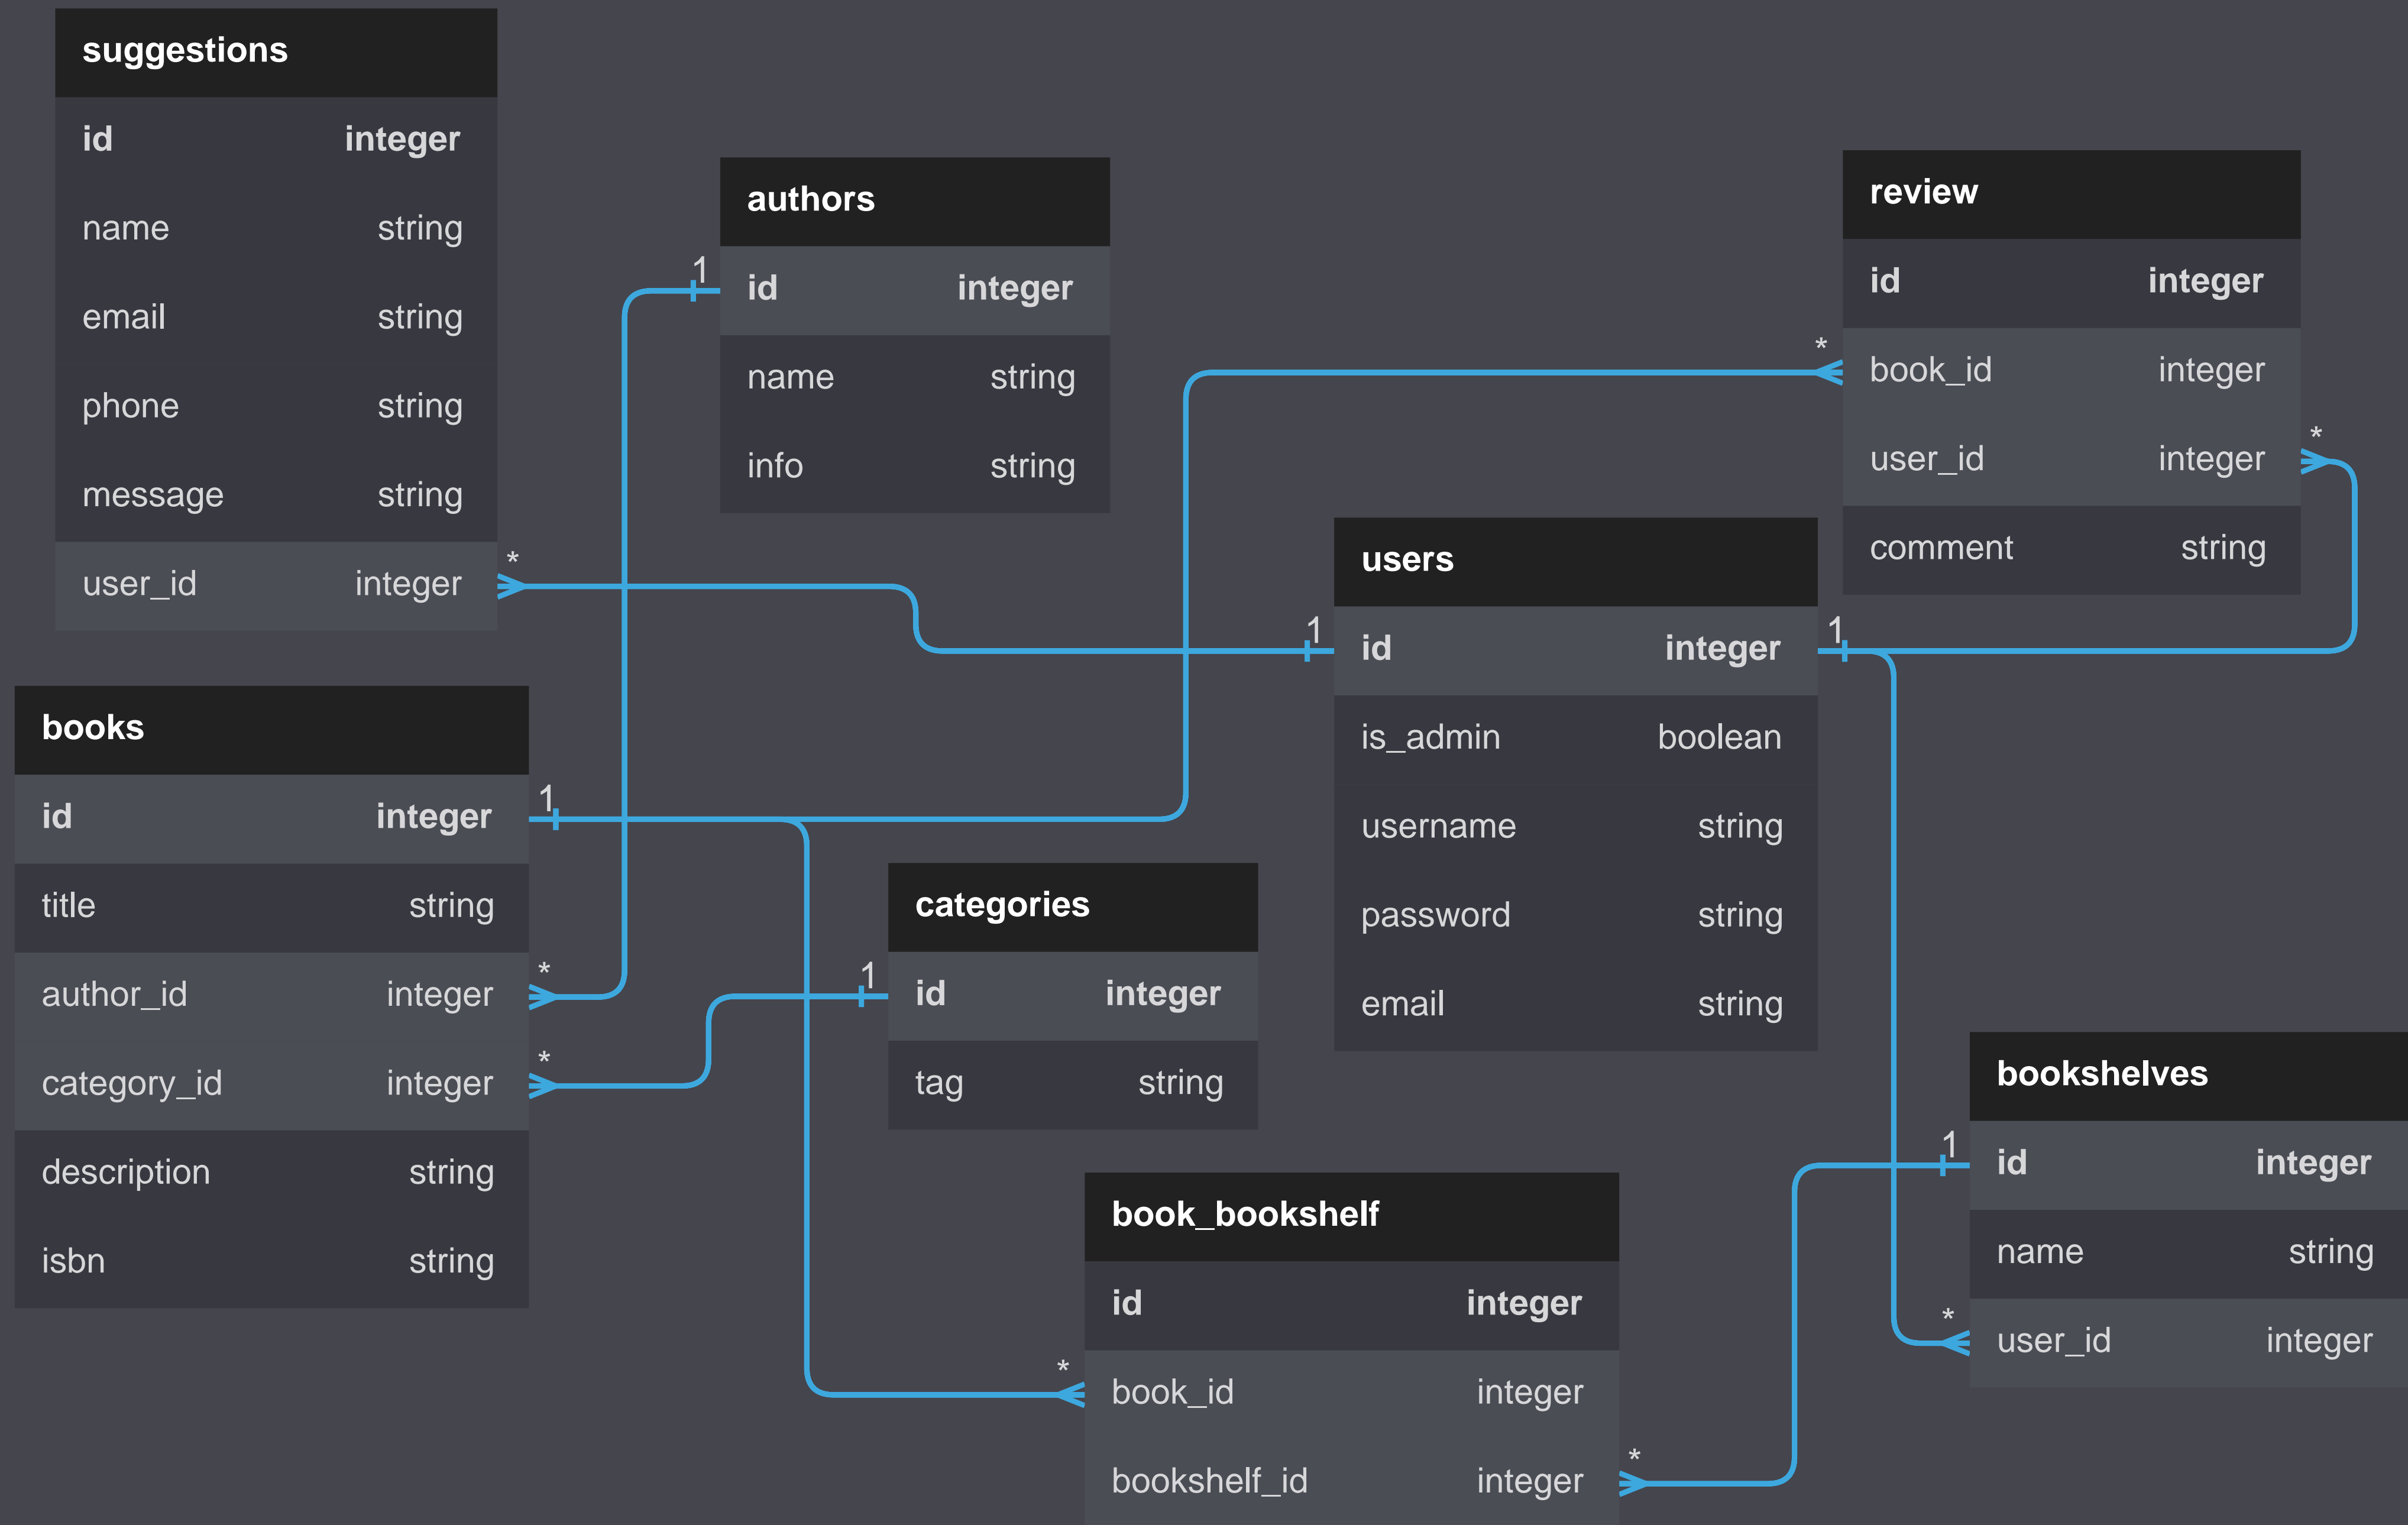 suggestions
id integer
name string
email string
phone string
message string
user_id integer *
authors
1 id integer
name string
info string
review
id integer
* book_id integer
user_id integer *
comment string
users
1 id integer 1
is_admin boolean
username string
password string
email string
books
id integer 1
title string
author_id integer *
category_id integer *
description string
isbn string
categories
1 id integer
tag string
book_bookshelf
id integer
* book_id integer
bookshelf_id integer *
bookshelves
1 id integer
name string
* user_id integer